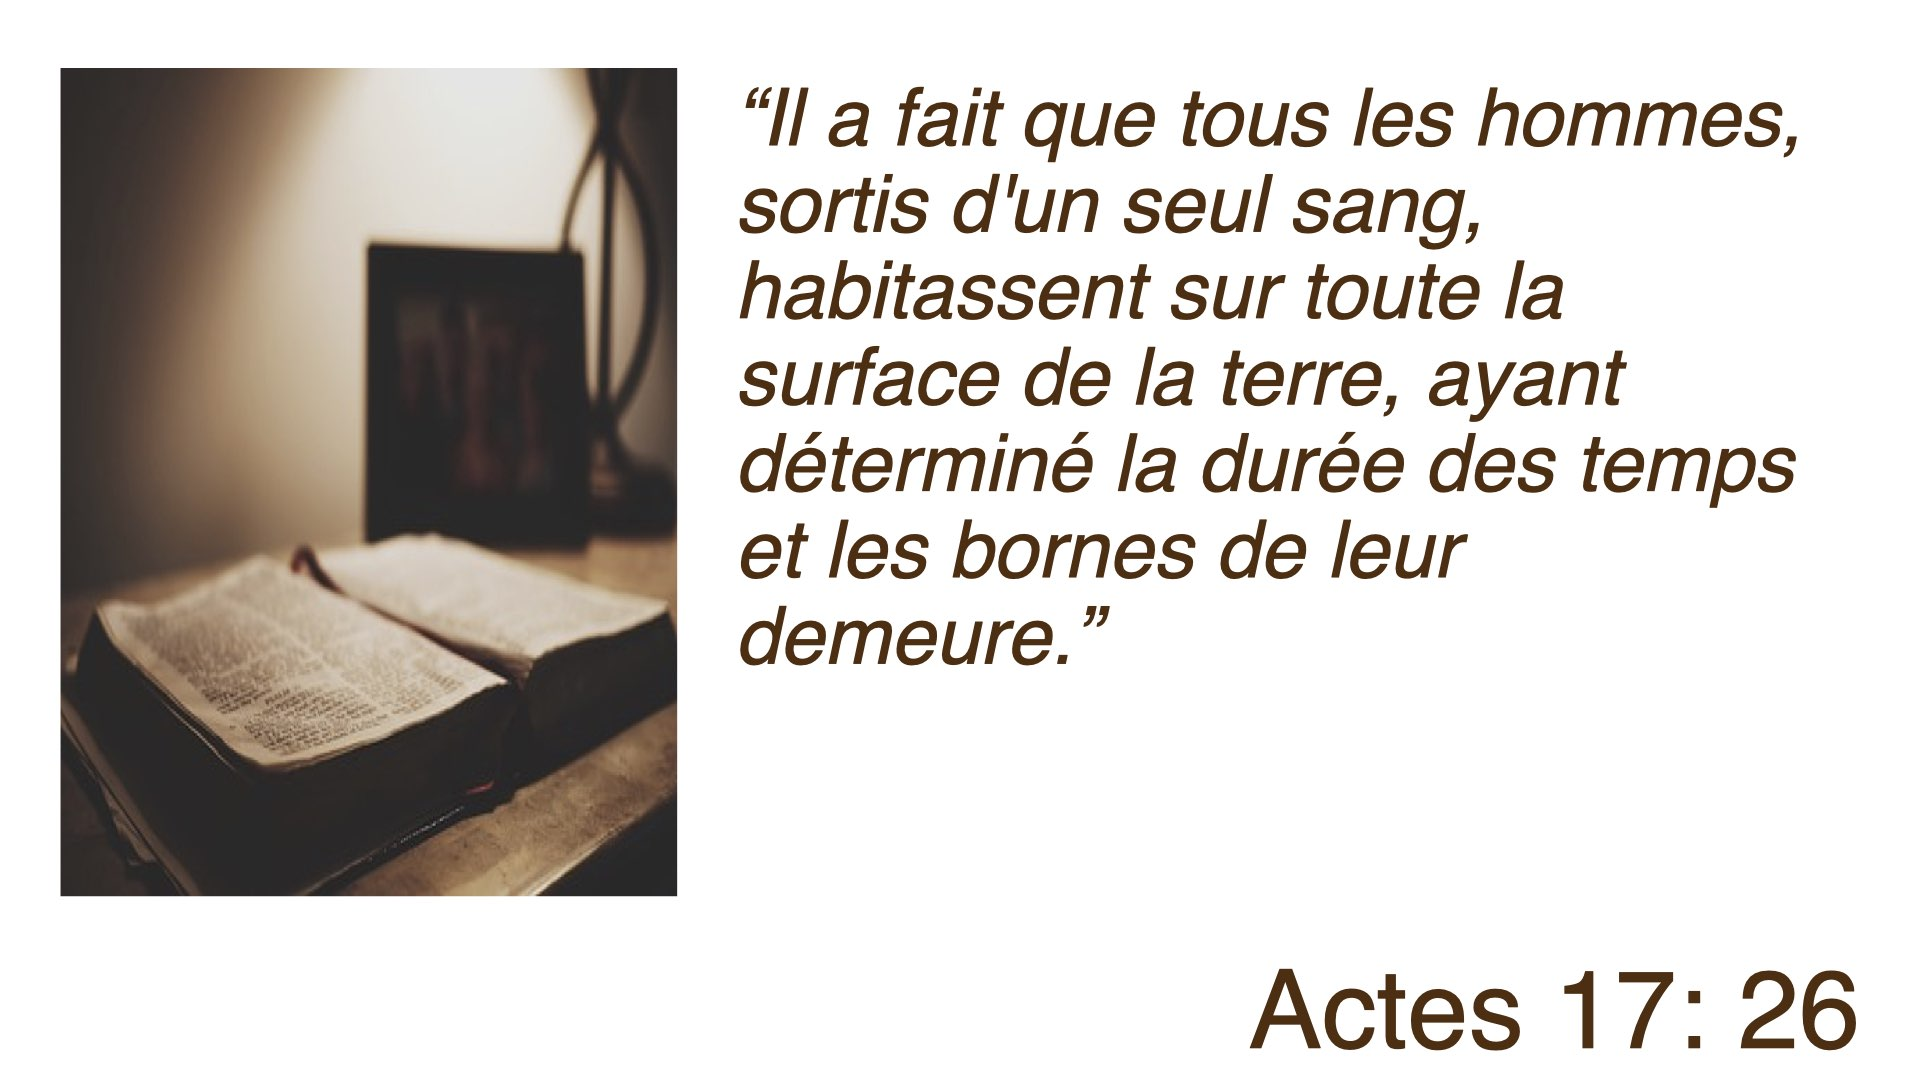 “Il a fait que tous les hommes,
sortis d'un seul sang,
habitassent sur toute la
surface de la terre, ayant
déterminé la durée des temps
et les bornes de leur
demeure.”
Actes 17: 26